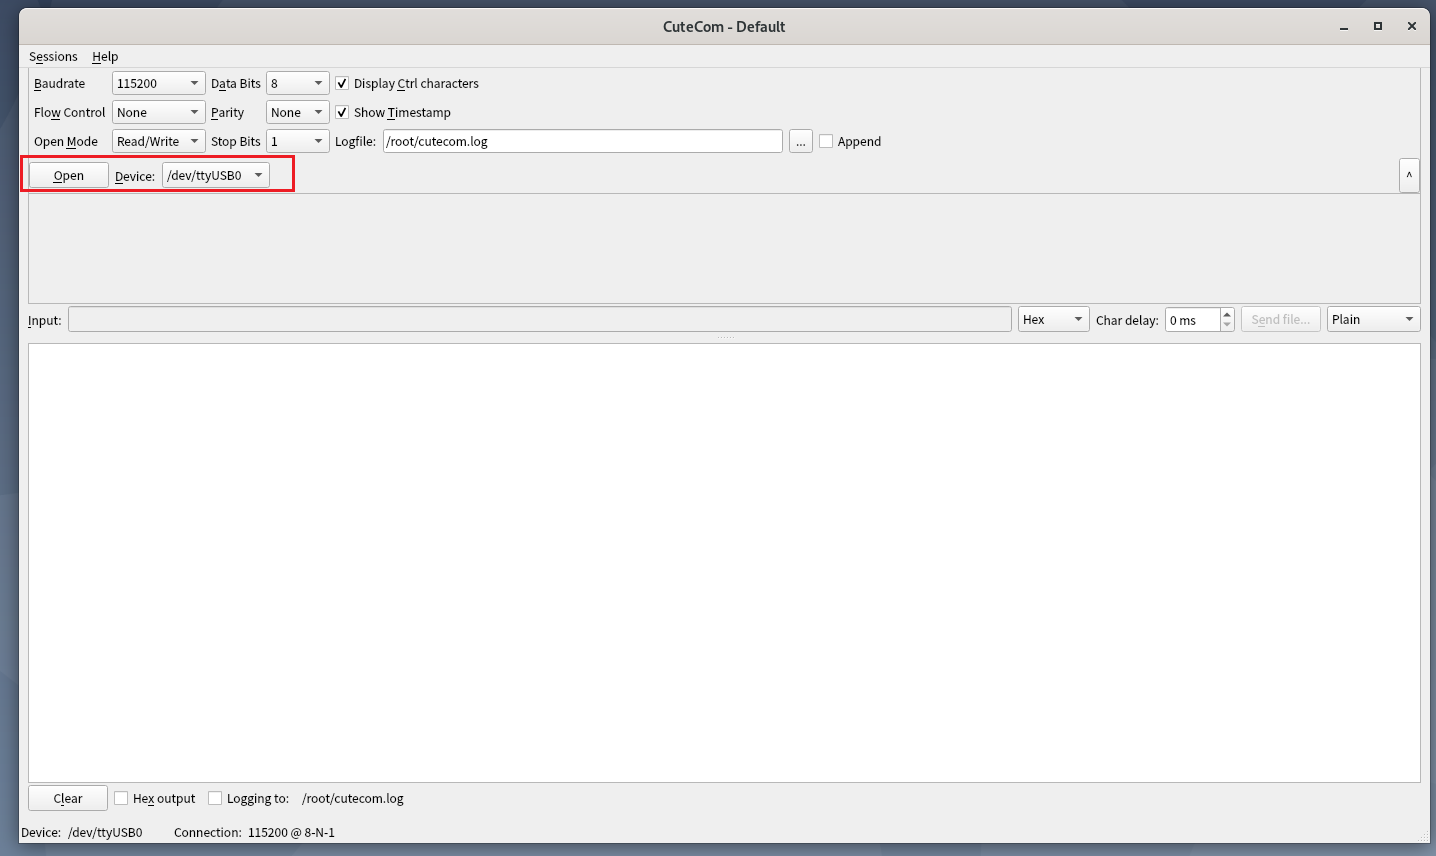 CuteCom - Default
Sessions Help
Baudrate 115200 Data Bits 8 Display Ctrl characters
Flow Control None Parity None Show Timestamp
Open Mode Read/Write Stop Bits 1 Logfile: /root/cutecom.log ... Append
Open Device: /dev/ttyUSB0 ^
Input: Hex Char delay: 0 ms Send file... Plain
Clear Hex output Logging to: /root/cutecom.log
Device: /dev/ttyUSB0 Connection: 115200 @ 8-N-1